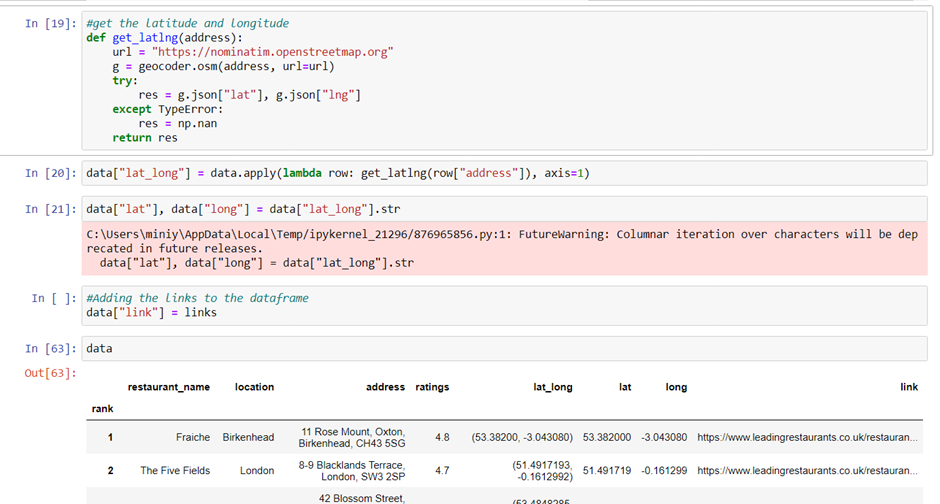 In [19]: #get the latitude and longitude
def get_latlng(address):
    url = "https://nominatim.openstreetmap.org"
    g = geocoder.osm(address, url=url)
    try:
        res = g.json["lat"], g.json["lng"]
    except TypeError:
        res = np.nan
    return res
In [20]: data["lat_long"] = data.apply(lambda row: get_latlng(row["address"]), axis=1)
In [21]: data["lat"], data["long"] = data["lat_long"].str
C:\Users\miniy\AppData\Local\Temp/ipykernel_21296/876965856.py:1: FutureWarning: Columnar iteration over characters will be dep
recated in future releases.
  data["lat"], data["long"] = data["lat_long"].str
In [ ]: #Adding the links to the dataframe
data["link"] = links
In [63]: data
Out[63]:
restaurant_name location address ratings lat_long lat long link
rank
1 Fraiche Birkenhead 11 Rose Mount, Oxton, Birkenhead, CH43 5SG 4.8 (53.38200, -3.043080) 53.382000 -3.043080 https://www.leadingrestaurants.co.uk/restauran...
2 The Five Fields London 8-9 Blacklands Terrace, London, SW3 2SP 4.7 (51.4917193, -0.1612992) 51.491719 -0.161299 https://www.leadingrestaurants.co.uk/restauran...
42 Blossom Street, (53.4848285,